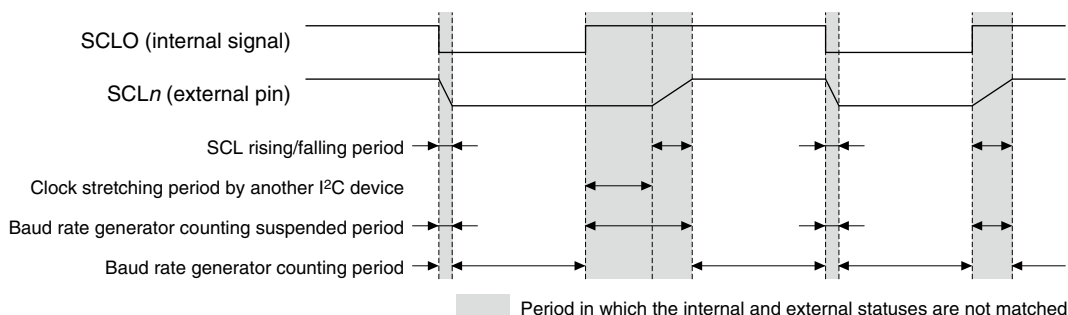 SCLO (internal signal)
SCLn (external pin)
SCL rising/falling period
Clock stretching period by another I²C device
Baud rate generator counting suspended period
Baud rate generator counting period
Period in which the internal and external statuses are not matched